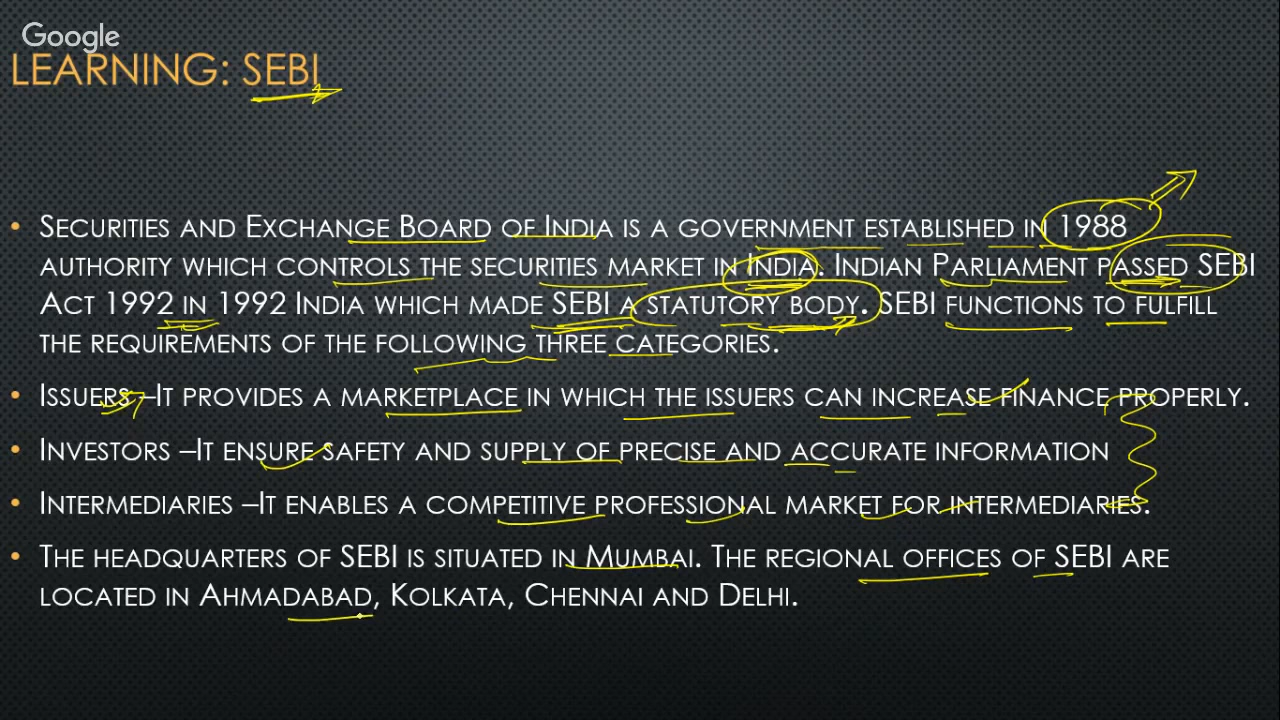 Google
LEARNING: SEBI
• SECURITIES AND EXCHANGE BOARD OF INDIA IS A GOVERNMENT ESTABLISHED IN 1988
AUTHORITY WHICH CONTROLS THE SECURITIES MARKET IN INDIA. INDIAN PARLIAMENT PASSED SEBI
ACT 1992 IN 1992 INDIA WHICH MADE SEBI A STATUTORY BODY. SEBI FUNCTIONS TO FULFILL
THE REQUIREMENTS OF THE FOLLOWING THREE CATEGORIES.
• ISSUERS –IT PROVIDES A MARKETPLACE IN WHICH THE ISSUERS CAN INCREASE FINANCE PROPERLY.
• INVESTORS –IT ENSURE SAFETY AND SUPPLY OF PRECISE AND ACCURATE INFORMATION
• INTERMEDIARIES –IT ENABLES A COMPETITIVE PROFESSIONAL MARKET FOR INTERMEDIARIES.
• THE HEADQUARTERS OF SEBI IS SITUATED IN MUMBAI. THE REGIONAL OFFICES OF SEBI ARE
LOCATED IN AHMADABAD, KOLKATA, CHENNAI AND DELHI.